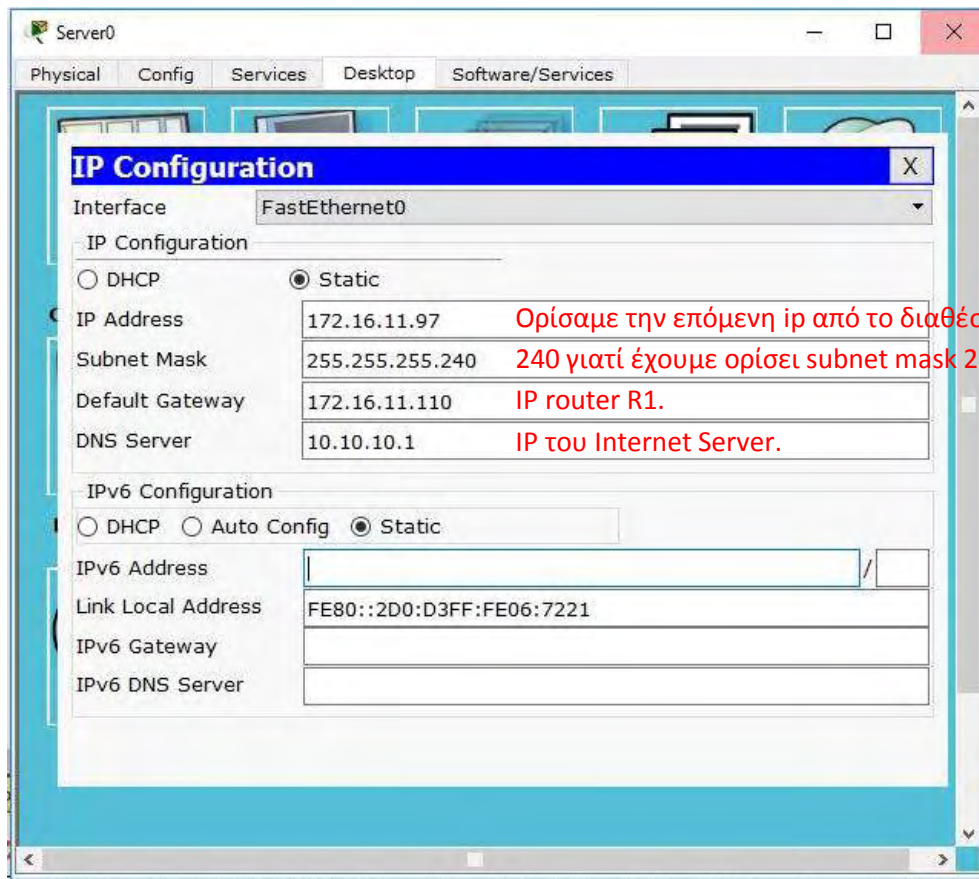 Server0
Physical Config Services Desktop Software/Services
IP Configuration X
Interface FastEthernet0
IP Configuration
DHCP Static
IP Address 172.16.11.97 Ορίσαμε την επόμενη ip από το
Subnet Mask 255.255.255.240 240 γιατί έχουμε ορίσει subnet mask 2
Default Gateway 172.16.11.110 IP router R1.
DNS Server 10.10.10.1 IP του Internet Server.
IPv6 Configuration
DHCP Auto Config Static
IPv6 Address /
Link Local Address FE80::2D0:D3FF:FE06:7221
IPv6 Gateway
IPv6 DNS Server